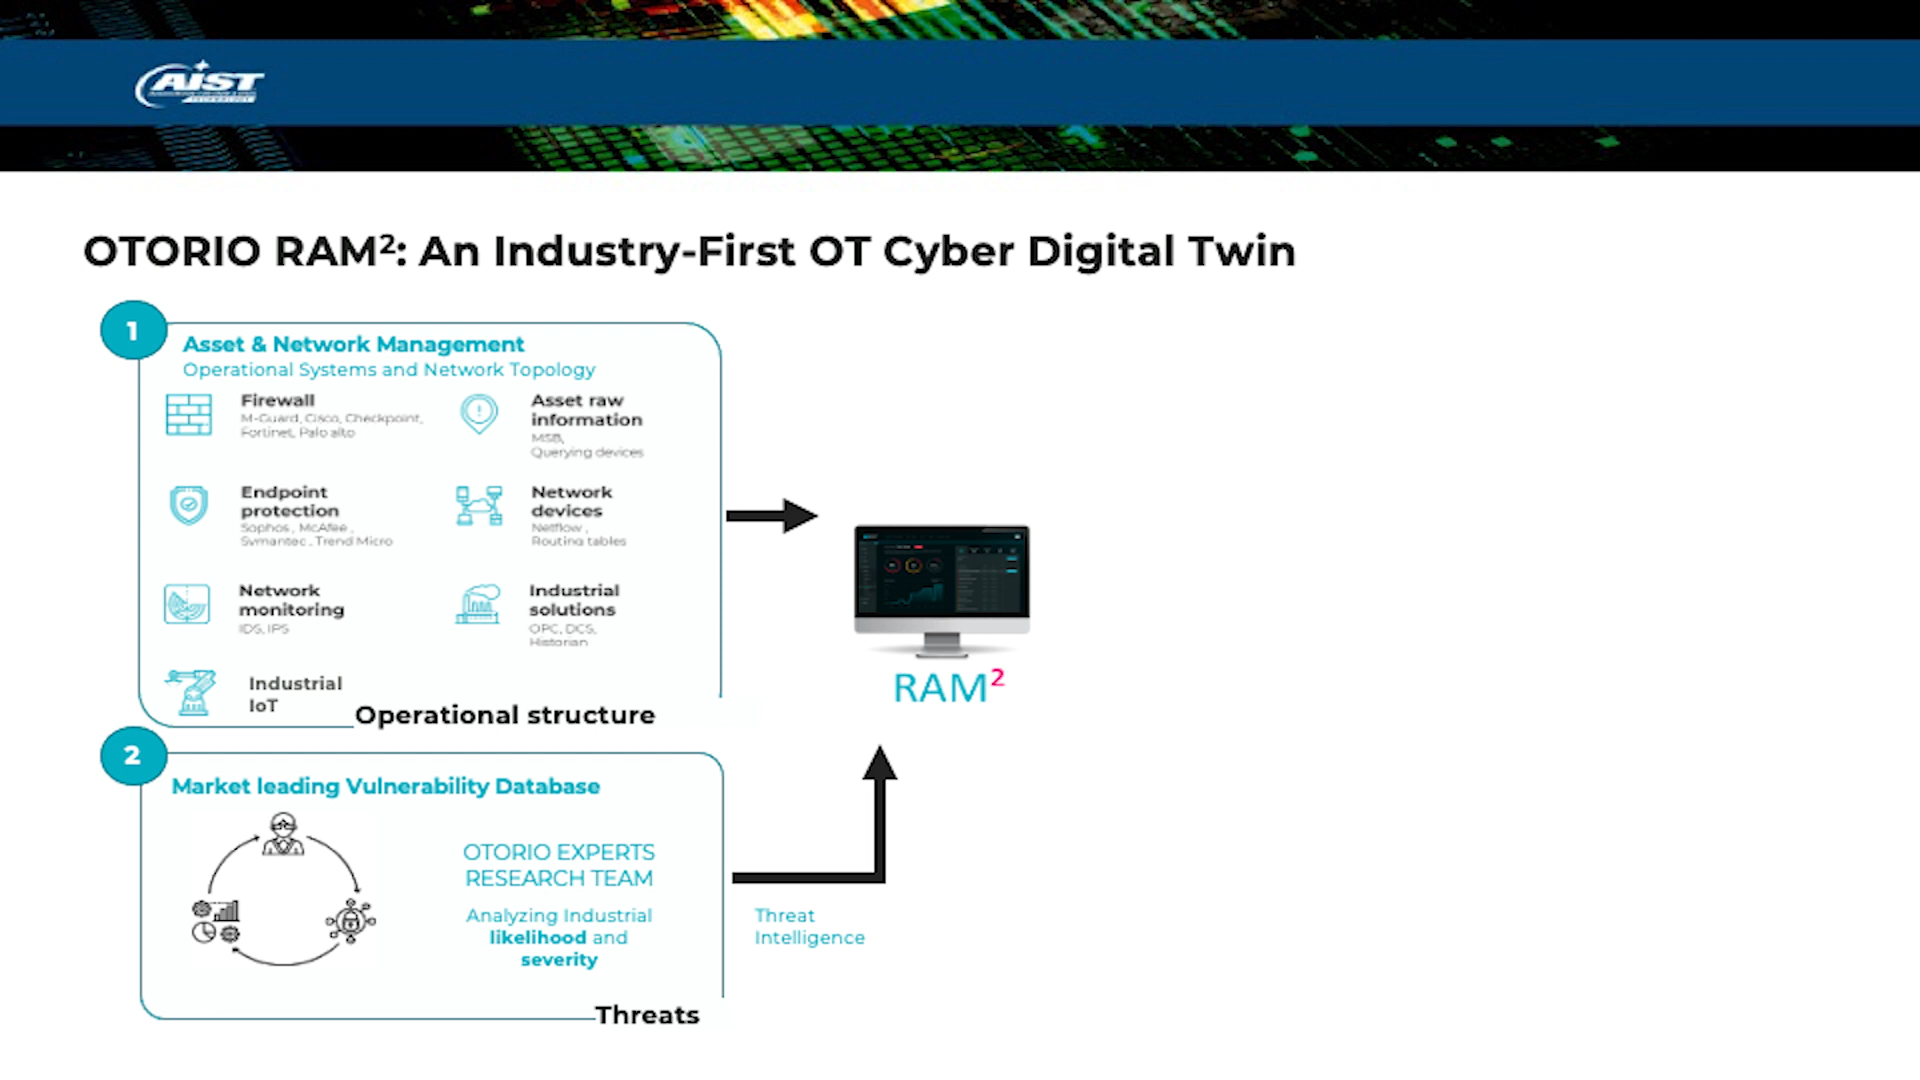 AIST
TECHNOLOGY
OTORIO RAM²: An Industry-First OT Cyber Digital Twin
1
Asset & Network Management
Operational Systems and Network Topology
Firewall
M-Guard, Cisco, Checkpoint,
Fortinet, Palo alto
Asset raw
information
MSB,
Querying devices
Endpoint
protection
Sophos , McAfee ,
Symantec , Trend Micro
Network
devices
Netflow ,
Routing tables
Network
monitoring
IDS, IPS
Industrial
solutions
OPC, DCS,
Historian
Industrial
IoT
Operational structure
RAM²
2
Market leading Vulnerability Database
OTORIO EXPERTS
RESEARCH TEAM
Analyzing Industrial
likelihood and
severity
Threats
Threat
Intelligence